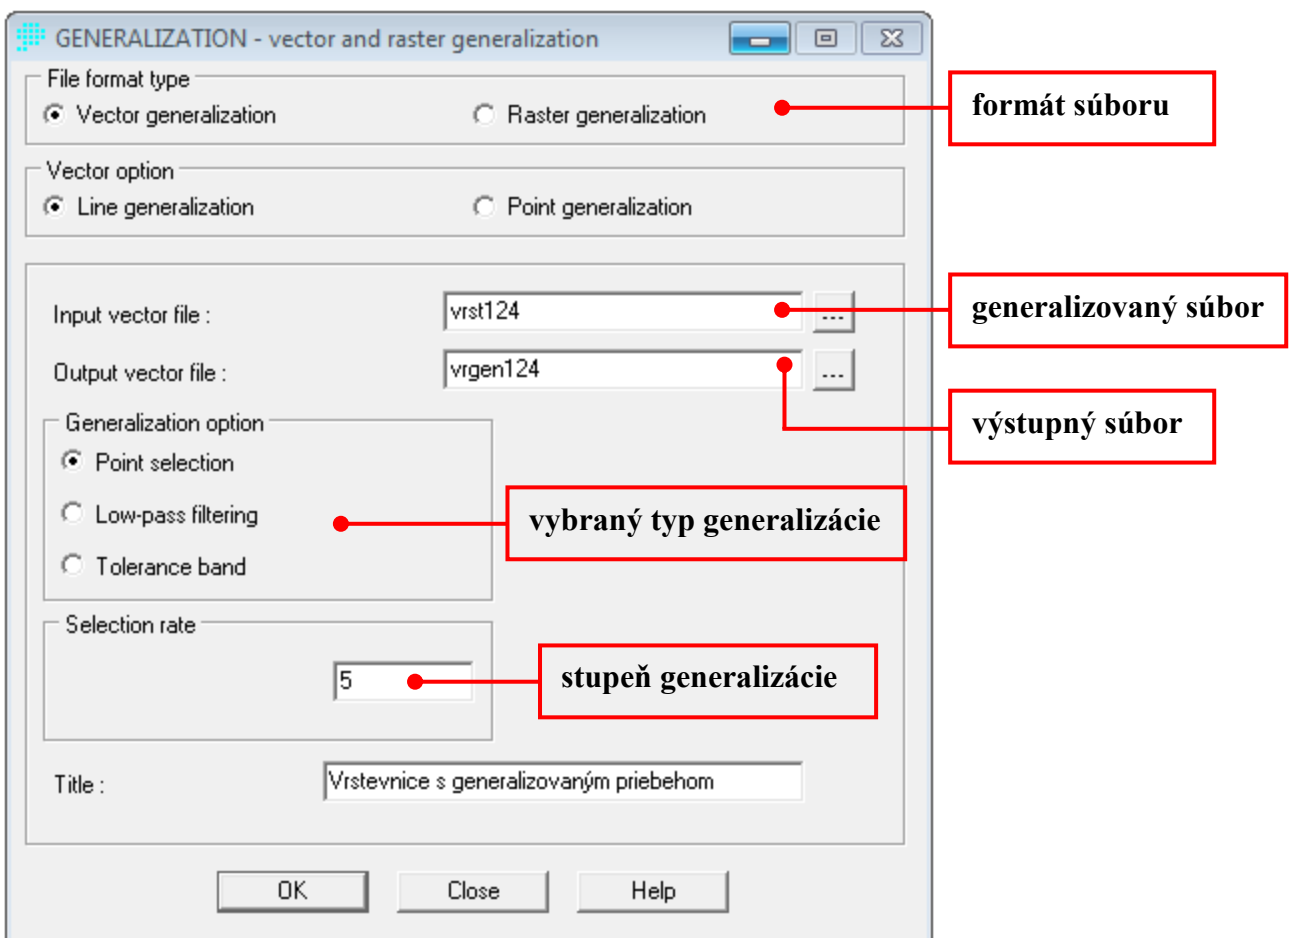 GENERALIZATION - vector and raster generalization
File format type
Vector generalization
Raster generalization
formát súboru
Vector option
Line generalization
Point generalization
Input vector file :
vrst124
...
generalizovaný súbor
Output vector file :
vrgen124
...
výstupný súbor
Generalization option
Point selection
Low-pass filtering
Tolerance band
vybraný typ generalizácie
Selection rate
5
stupeň generalizácie
Title :
Vrstevnice s generalizovaným priebehom
OK
Close
Help